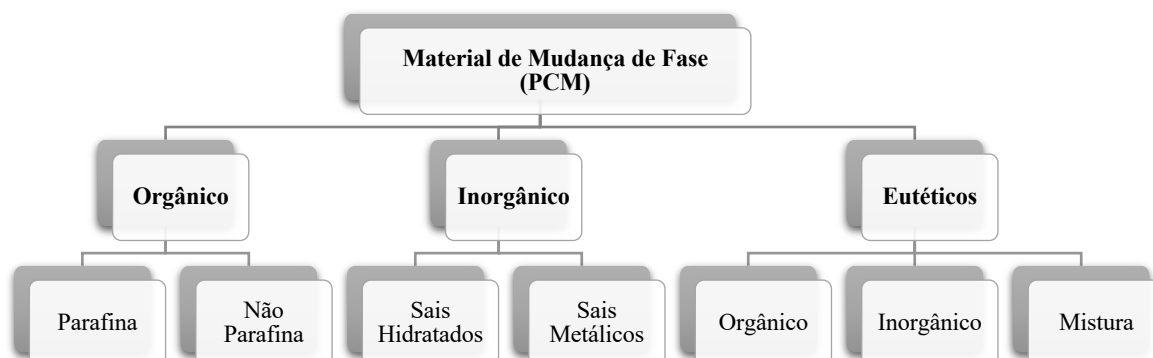 Material de Mudança de Fase
(PCM)
Orgânico
Inorgânico
Eutéticos
Parafina
Não
Parafina
Sais
Hidratados
Sais
Metálicos
Orgânico
Inorgânico
Mistura